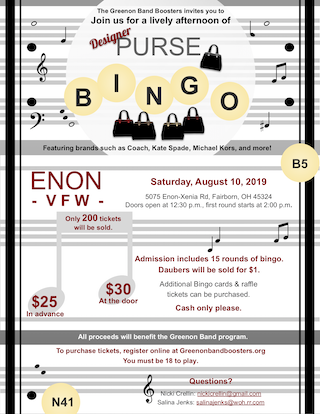 The Greenon Band Boosters invites you to
Join us for a lively afternoon of
Designer
PURSE
BINGO
Featuring brands such as Coach, Kate Spade, Michael Kors, and more!
B5
ENON
- VFW -
Saturday, August 10, 2019
5075 Enon-Xenia Rd, Fairborn, OH 45324
Doors open at 12:30 p.m., first round starts at 2:00 p.m.
Only 200 tickets
will be sold.
Admission includes 15 rounds of bingo.
Daubers will be sold for $1.
Additional Bingo cards & raffle
tickets can be purchased.
Cash only please.
$25
In advance
$30
At the door
All proceeds will benefit the Greenon Band program.
To purchase tickets, register online at Greenonbandboosters.org
You must be 18 to play.
N41
Questions?
Nicki Crellin: nickicrellin@gmail.com
Salina Jenks: salinajenks@woh.rr.com